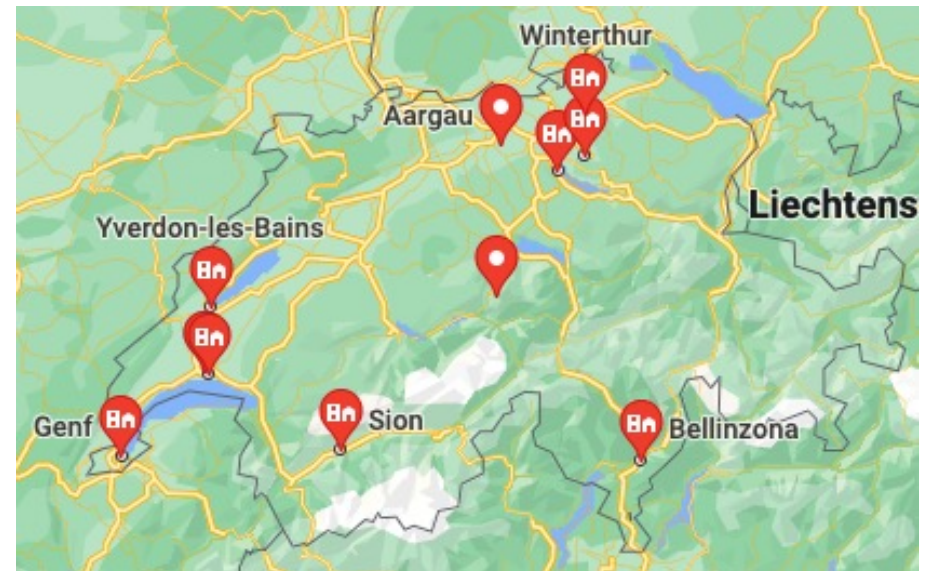 Winterthur
Aargau
Liechtens
Yverdon-les-Bains
Genf
Sion
Bellinzona